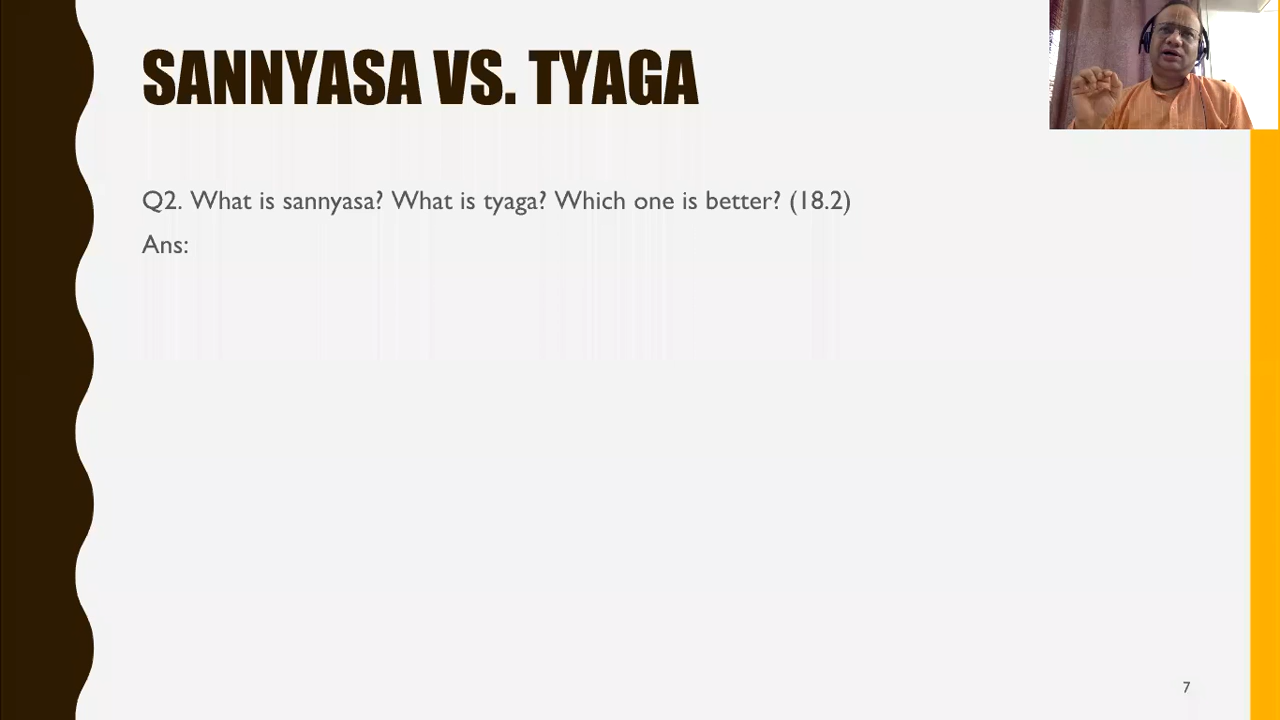 SANNYASA VS. TYAGA
Q2. What is sannyasa? What is tyaga? Which one is better? (18.2)
Ans:
7